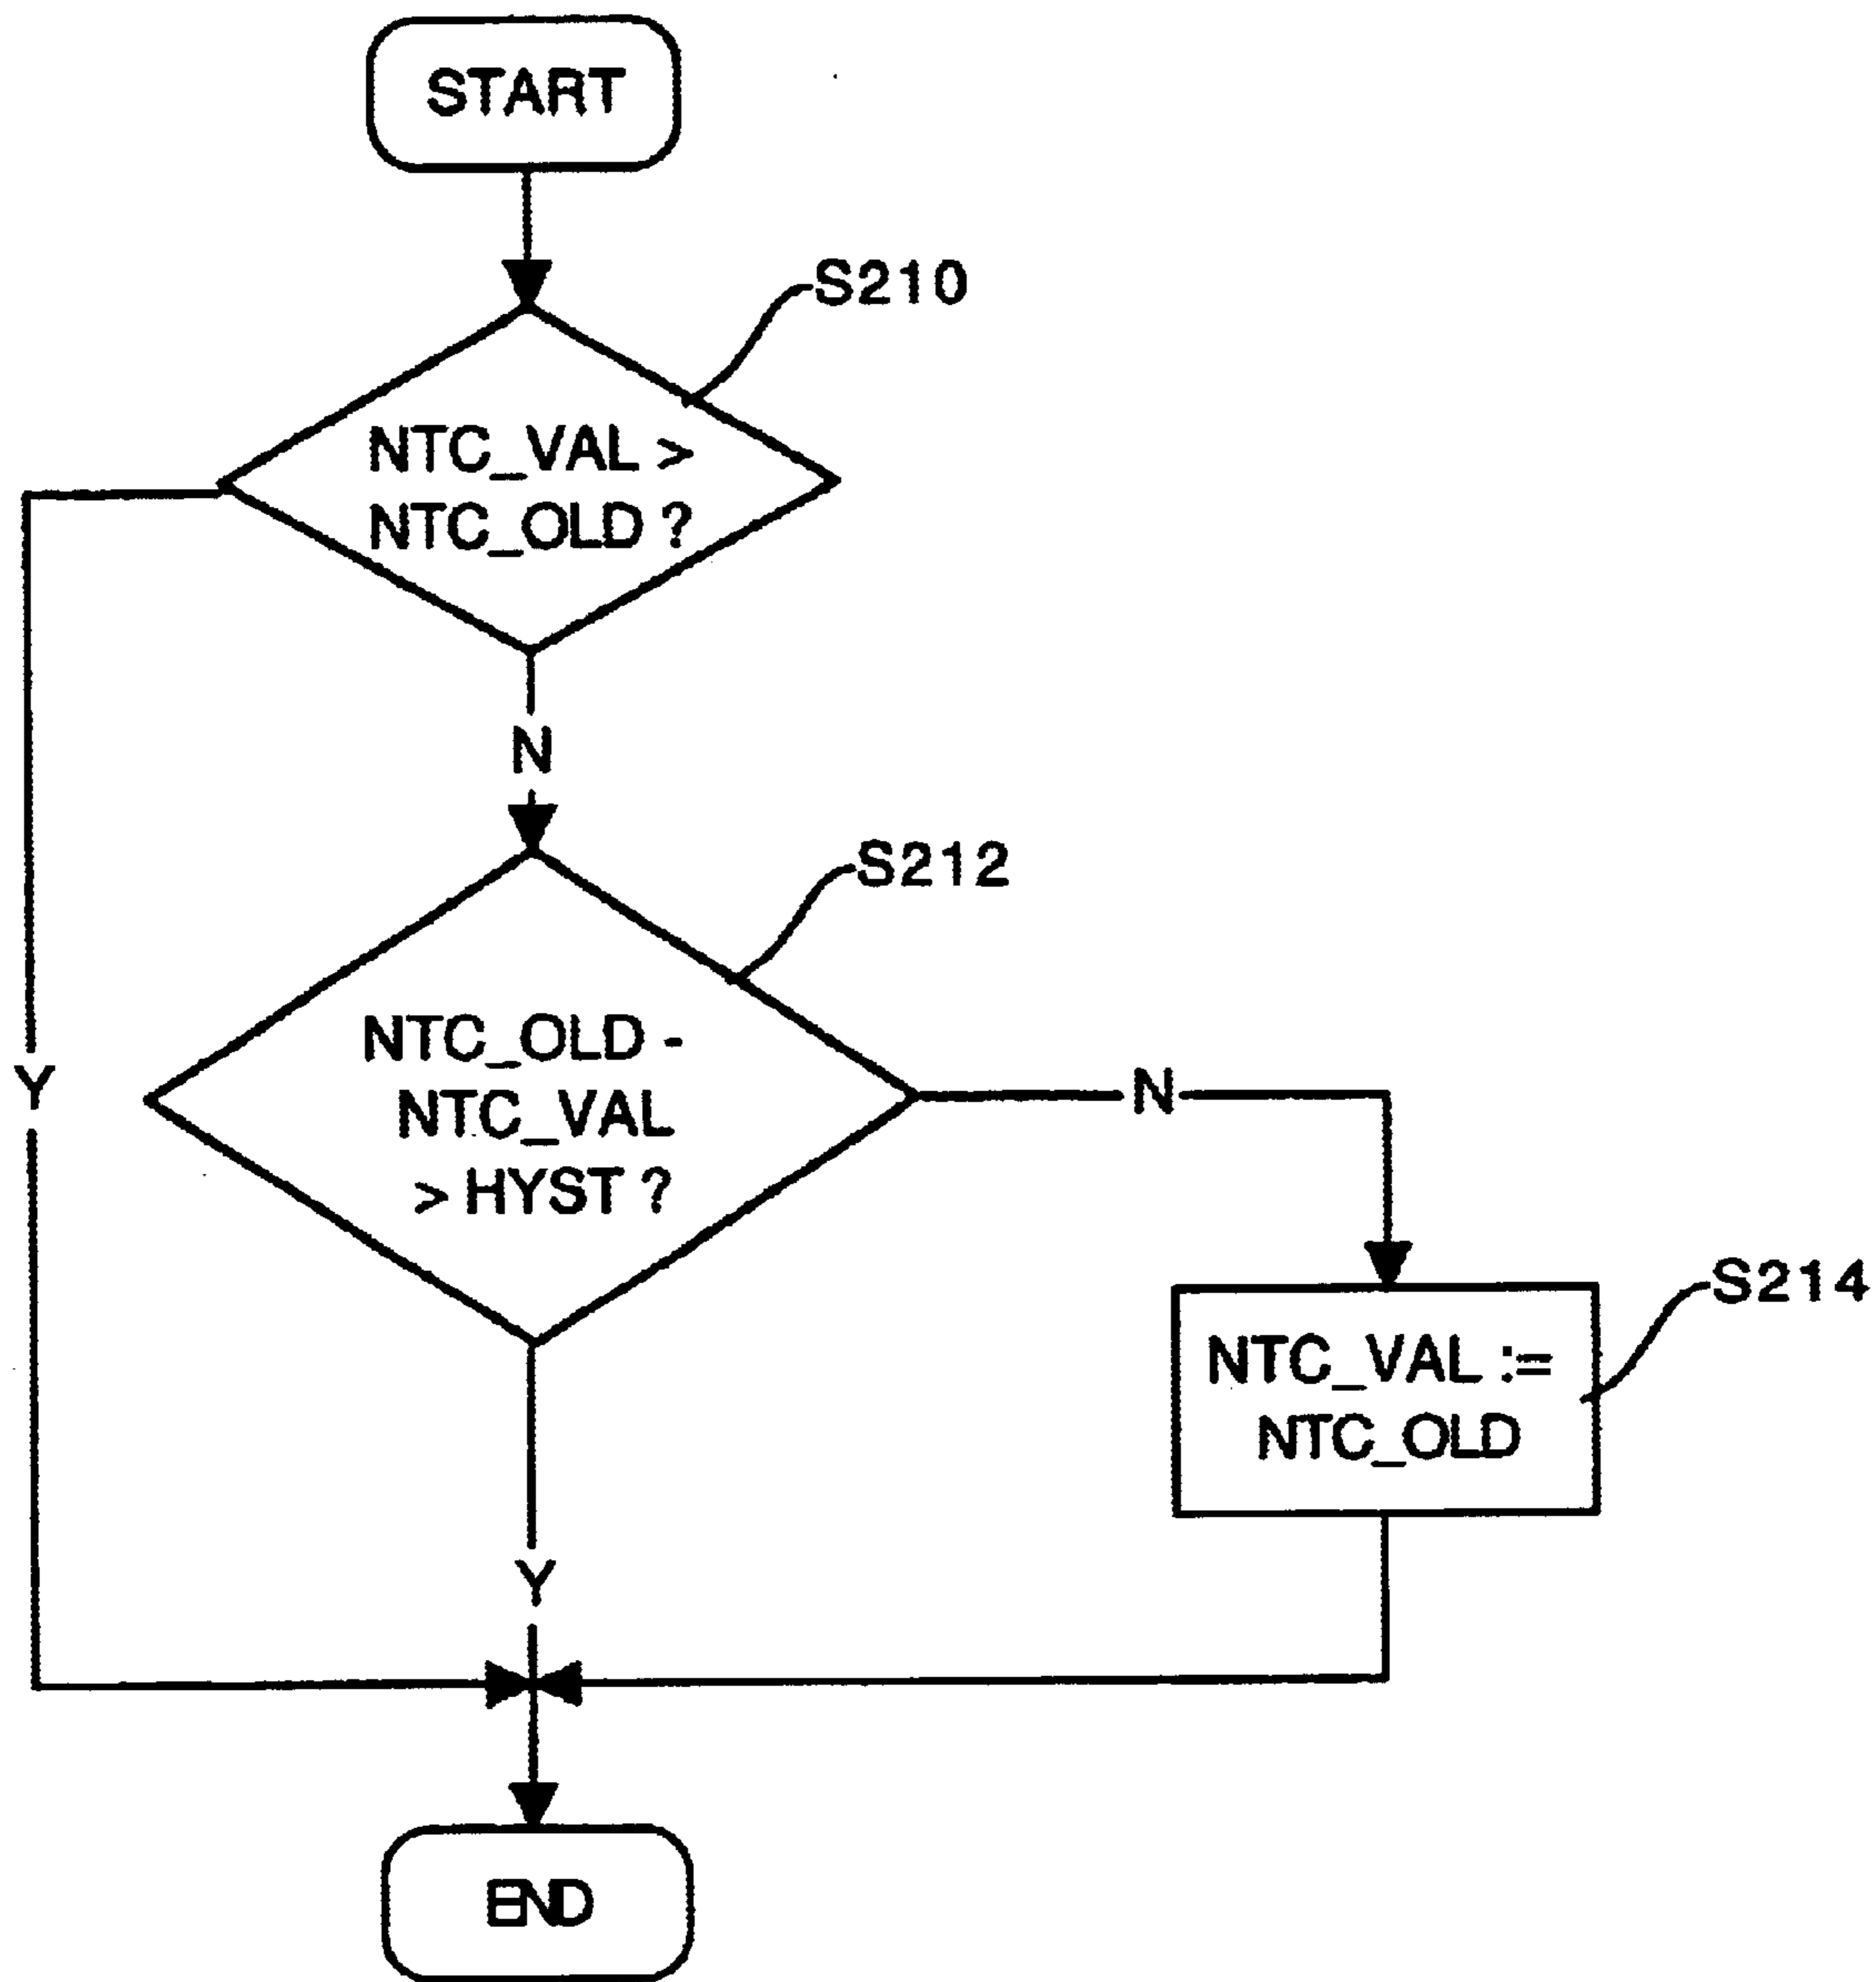 START
S210
NTC_VAL >
NTC_OLD ?
N
S212
NTC_OLD -
NTC_VAL
> HYST ?
Y
N
S214
NTC_VAL :=
NTC_OLD
Y
END